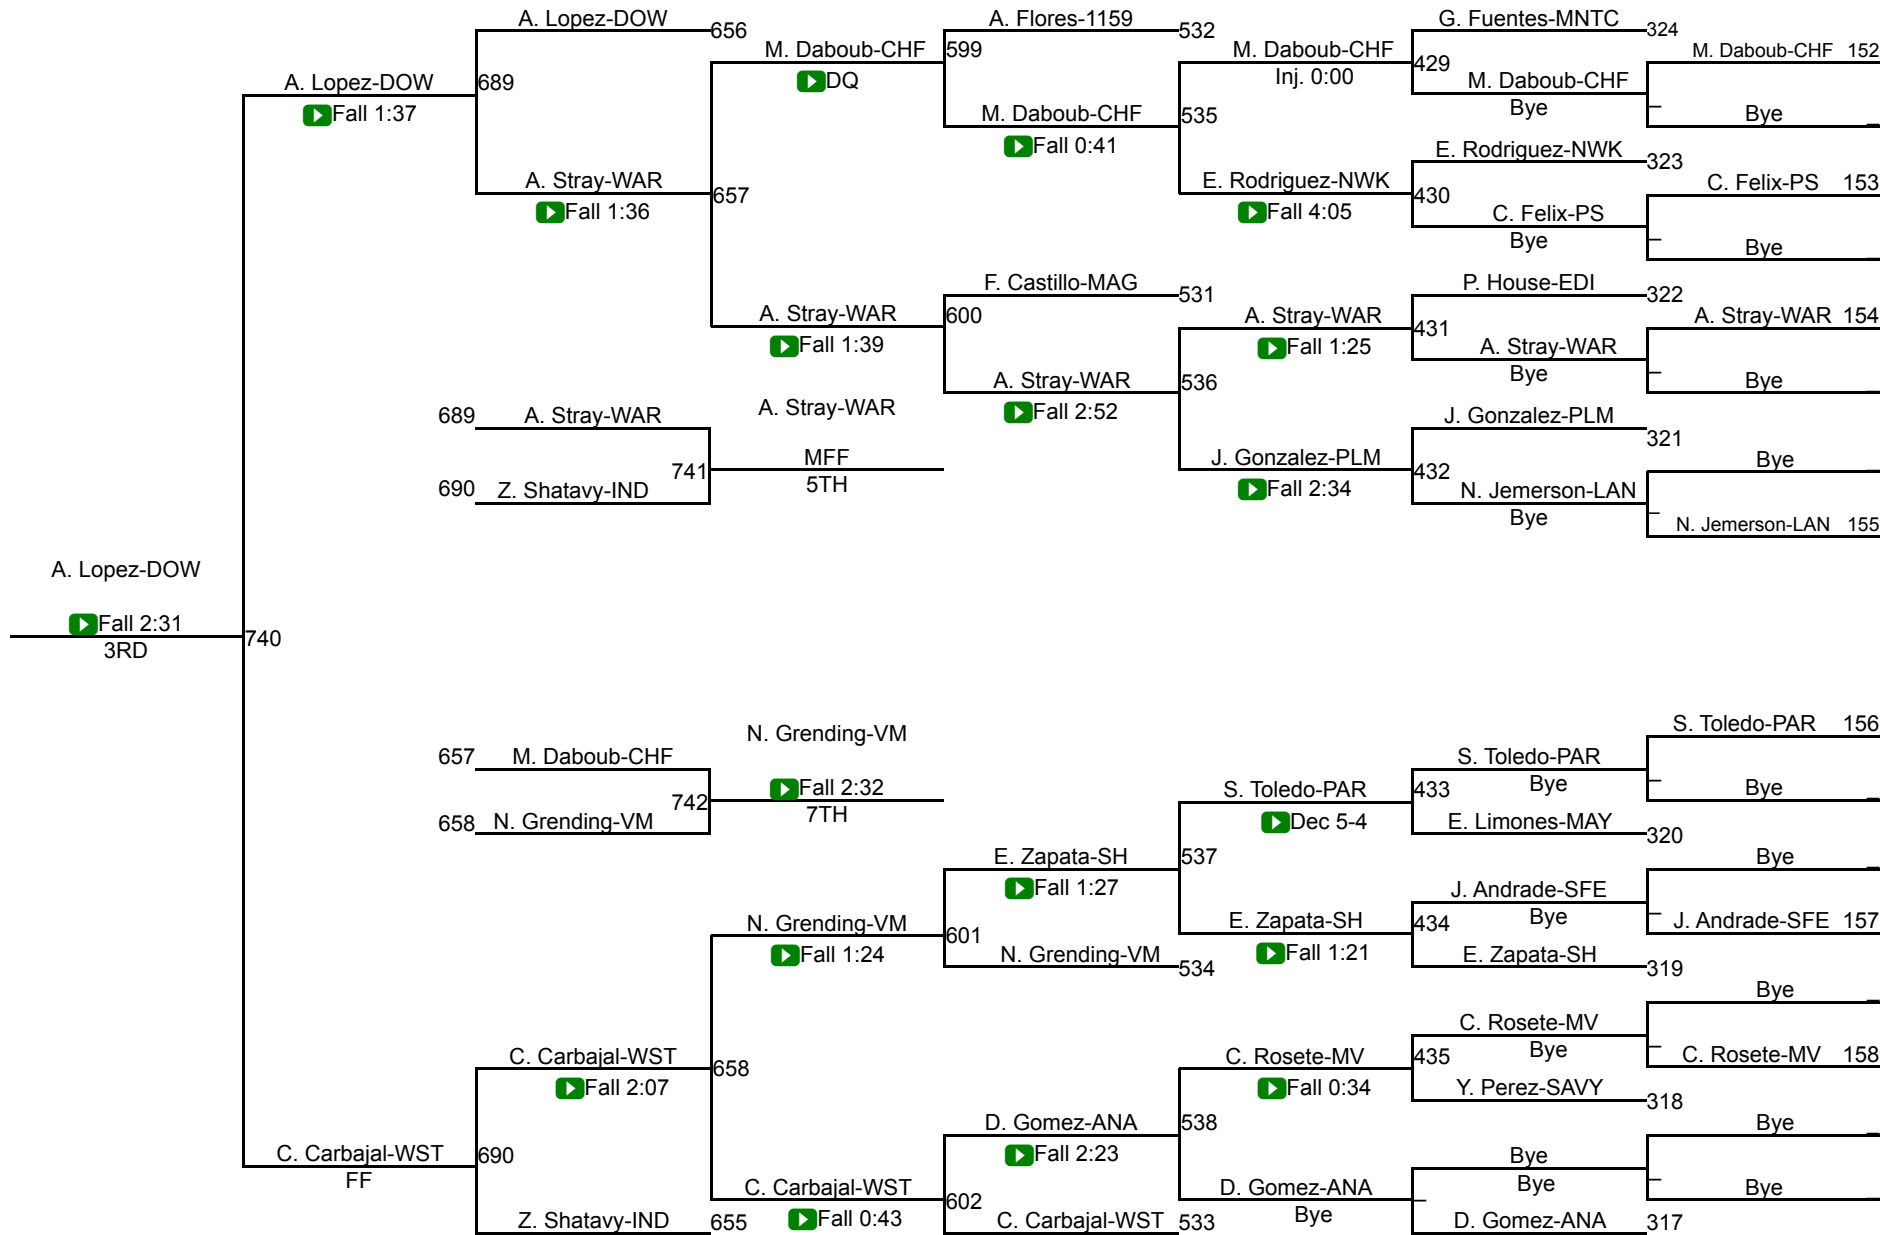 A. Lopez-DOW
656
A. Flores-1159
532
G. Fuentes-MNTC
324
M. Daboub-CHF
DQ
599
M. Daboub-CHF
Inj. 0:00
429
M. Daboub-CHF 152
A. Lopez-DOW
Fall 1:37
689
M. Daboub-CHF
Bye
Bye
M. Daboub-CHF
Fall 0:41
535
E. Rodriguez-NWK
323
A. Stray-WAR
Fall 1:36
657
E. Rodriguez-NWK
Fall 4:05
430
C. Felix-PS 153
C. Felix-PS
Bye
Bye
F. Castillo-MAG
531
P. House-EDI
322
A. Stray-WAR
Fall 1:39
600
A. Stray-WAR
Fall 1:25
431
A. Stray-WAR 154
A. Stray-WAR
Bye
Bye
A. Stray-WAR
Fall 2:52
536
689 A. Stray-WAR
A. Stray-WAR
J. Gonzalez-PLM
321
741
MFF
5TH
J. Gonzalez-PLM
Fall 2:34
432
Bye
690 Z. Shatavy-IND
N. Jemerson-LAN
Bye
N. Jemerson-LAN 155
A. Lopez-DOW
Fall 2:31
3RD
740
N. Grending-VM
S. Toledo-PAR 156
657 M. Daboub-CHF
S. Toledo-PAR
Bye
742
Fall 2:32
7TH
S. Toledo-PAR
Dec 5-4
433
Bye
658 N. Grending-VM
E. Limones-MAY
320
E. Zapata-SH
Fall 1:27
537
Bye
J. Andrade-SFE
Bye
N. Grending-VM
Fall 1:24
601
E. Zapata-SH
Fall 1:21
434
J. Andrade-SFE 157
N. Grending-VM
534
E. Zapata-SH
319
Bye
C. Rosete-MV
Bye
C. Carbajal-WST
Fall 2:07
658
C. Rosete-MV
Fall 0:34
435
C. Rosete-MV 158
Y. Perez-SAVY
318
D. Gomez-ANA
Fall 2:23
538
Bye
C. Carbajal-WST
FF
690
Bye
Bye
C. Carbajal-WST
Fall 0:43
602
D. Gomez-ANA
Bye
Bye
Z. Shatavy-IND
655
C. Carbajal-WST
533
D. Gomez-ANA
317